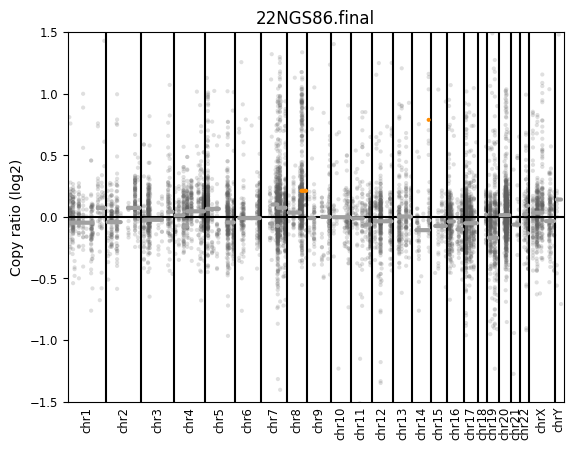 22NGS86.final
Copy ratio (log2)
1.5
1.0
0.5
0.0
−0.5
−1.0
−1.5
chr1
chr2
chr3
chr4
chr5
chr6
chr7
chr8
chr9
chr10
chr11
chr12
chr13
chr14
chr15
chr16
chr17
chr18
chr19
chr20
chr21
chr22
chrX
chrY